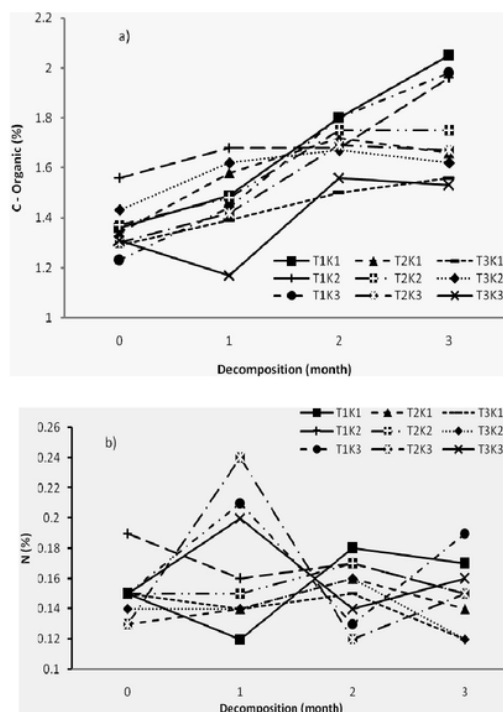 a)
C - Organic (%)
2.2
2
1.8
1.6
1.4
1.2
1
0 1 2 3
Decomposition (month)
T1K1 T2K1 T3K1
T1K2 T2K2 T3K2
T1K3 T2K3 T3K3
b)
N (%)
T1K1 T2K1 T3K1
T1K2 T2K2 T3K2
T1K3 T2K3 T3K3
0.26
0.24
0.22
0.2
0.18
0.16
0.14
0.12
0.1
0 1 2 3
Decomposition (month)